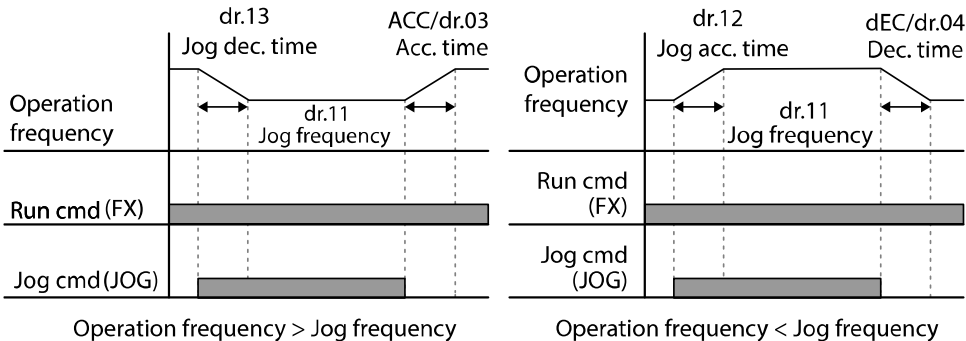 dr.13
Jog dec. time
ACC/dr.03
Acc. time
Operation
frequency
dr.11
Jog frequency
Run cmd (FX)
Jog cmd (JOG)
Operation frequency > Jog frequency
dr.12
Jog acc. time
dEC/dr.04
Dec. time
Operation
frequency
dr.11
Jog frequency
Run cmd
(FX)
Jog cmd
(JOG)
Operation frequency < Jog frequency